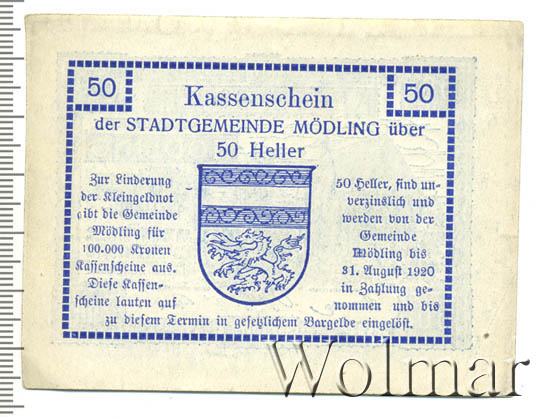 50
50
Kassenschein
der STADTGEMEINDE MÖDLING über
50 Heller
Zur Linderung
der Kleingeldnot
gibt die Gemeinde
Mödling für
100.000 Kronen
Kassenscheine aus.
Diese Kassen-
scheine lauten auf
50 Heller, sind un-
verzinslich und
werden von der
Gemeinde
Mödling bis
31. August 1920
in Zahlung ge-
nommen und bis
zu diesem Termin in gesetzlichem Bargelde eingelöst.
Wolmar